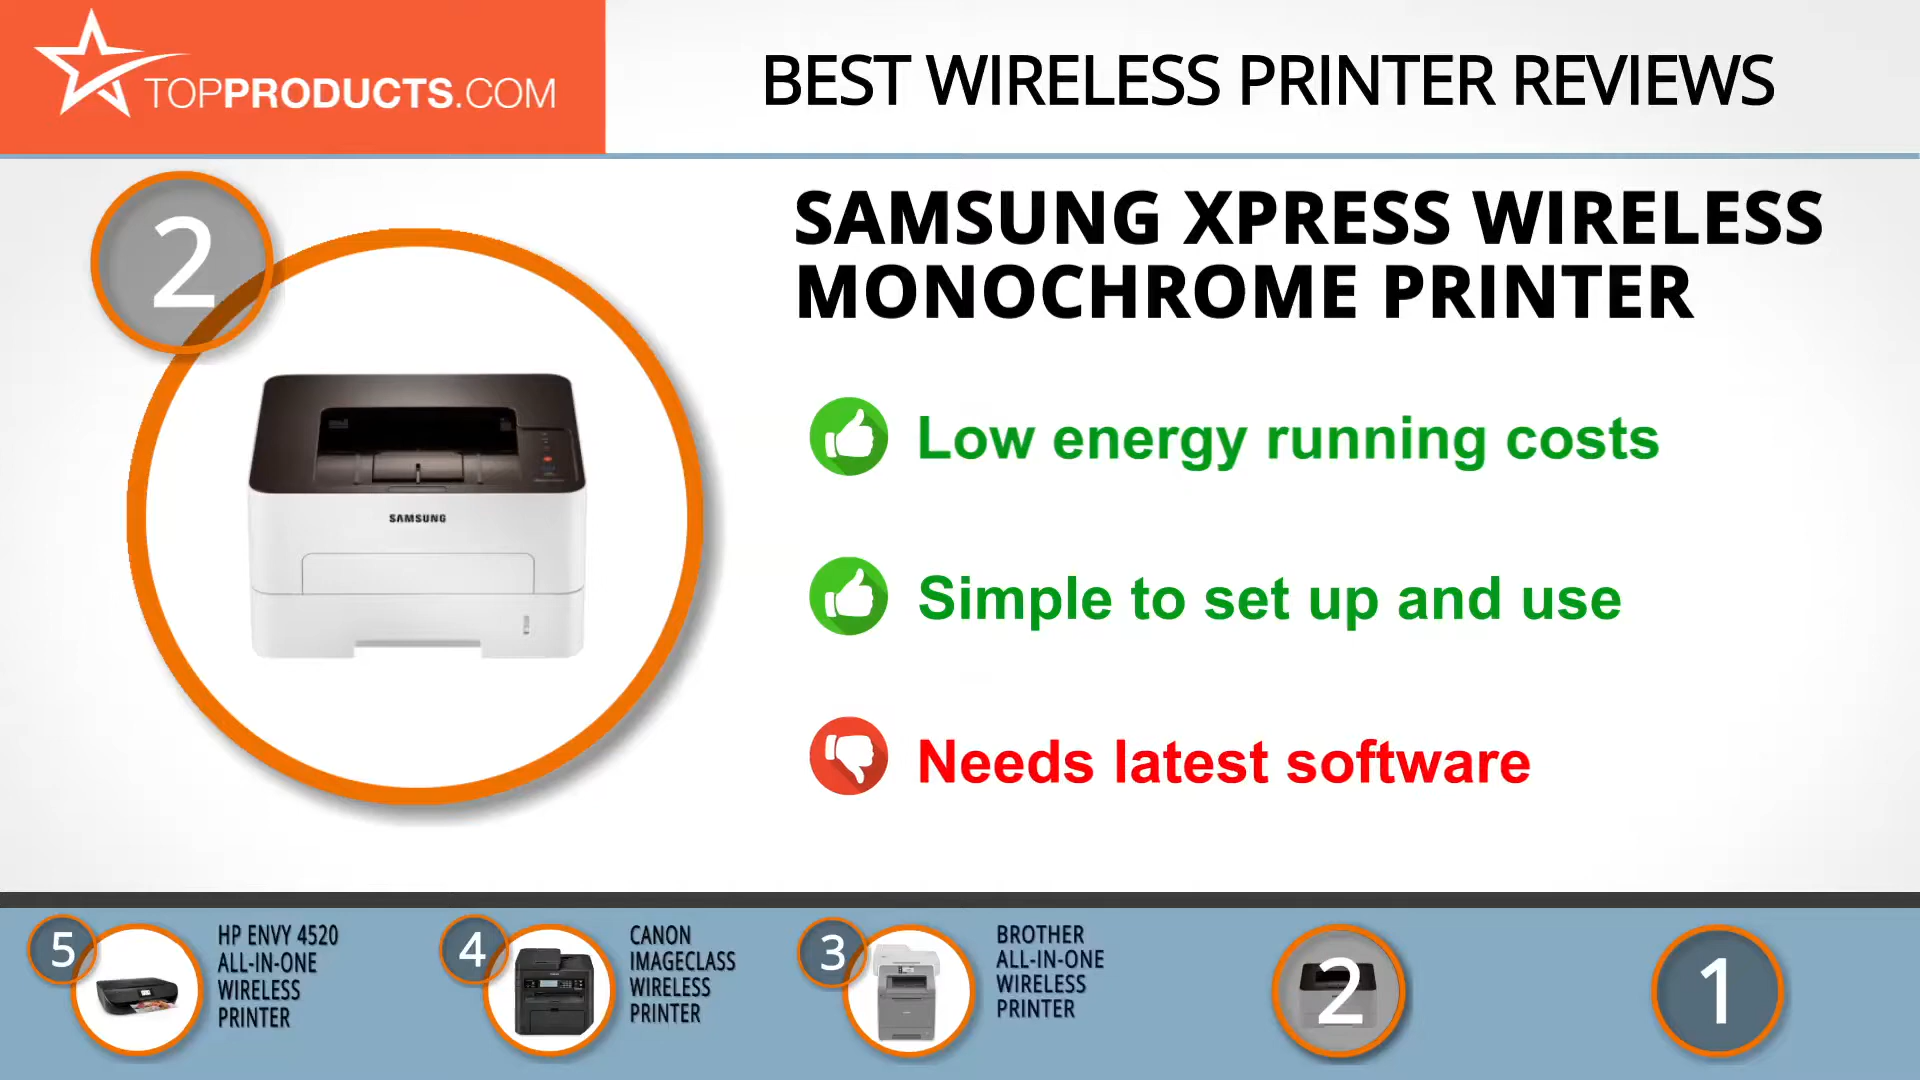 TOPPRODUCTS.COM
BEST WIRELESS PRINTER REVIEWS
2
SAMSUNG XPRESS WIRELESS
MONOCHROME PRINTER
SAMSUNG
Low energy running costs
Simple to set up and use
Needs latest software
5
HP ENVY 4520
ALL-IN-ONE
WIRELESS
PRINTER
4
CANON
IMAGECLASS
WIRELESS
PRINTER
3
BROTHER
ALL-IN-ONE
WIRELESS
PRINTER
2
1